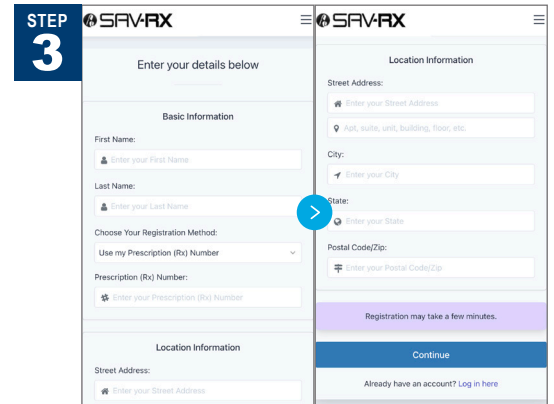 STEP
3
SAV-RX
Enter your details below
Basic Information
First Name:
Enter your First Name
Last Name:
Enter your Last Name
Choose Your Registration Method:
Use my Prescription (Rx) Number
Prescription (Rx) Number:
Enter your Prescription (Rx) Number
Location Information
Street Address:
Enter your Street Address
SAV-RX
Location Information
Street Address:
Enter your Street Address
Apt, suite, unit, building, floor, etc.
City:
Enter your City
State:
Enter your State
Postal Code/Zip:
Enter your Postal Code/Zip
Registration may take a few minutes.
Continue
Already have an account? Log in here